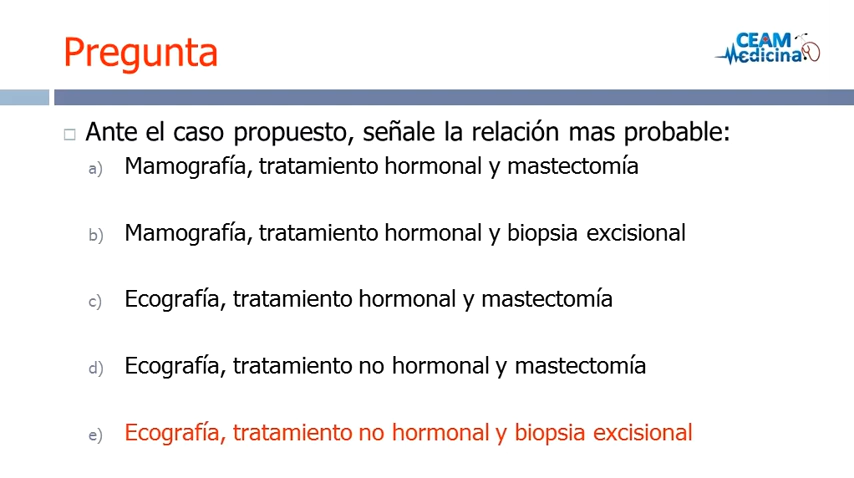 Pregunta
CEAM
Medicina
Ante el caso propuesto, señale la relación mas probable:
a) Mamografía, tratamiento hormonal y mastectomía
b) Mamografía, tratamiento hormonal y biopsia excisional
c) Ecografía, tratamiento hormonal y mastectomía
d) Ecografía, tratamiento no hormonal y mastectomía
e) Ecografía, tratamiento no hormonal y biopsia excisional